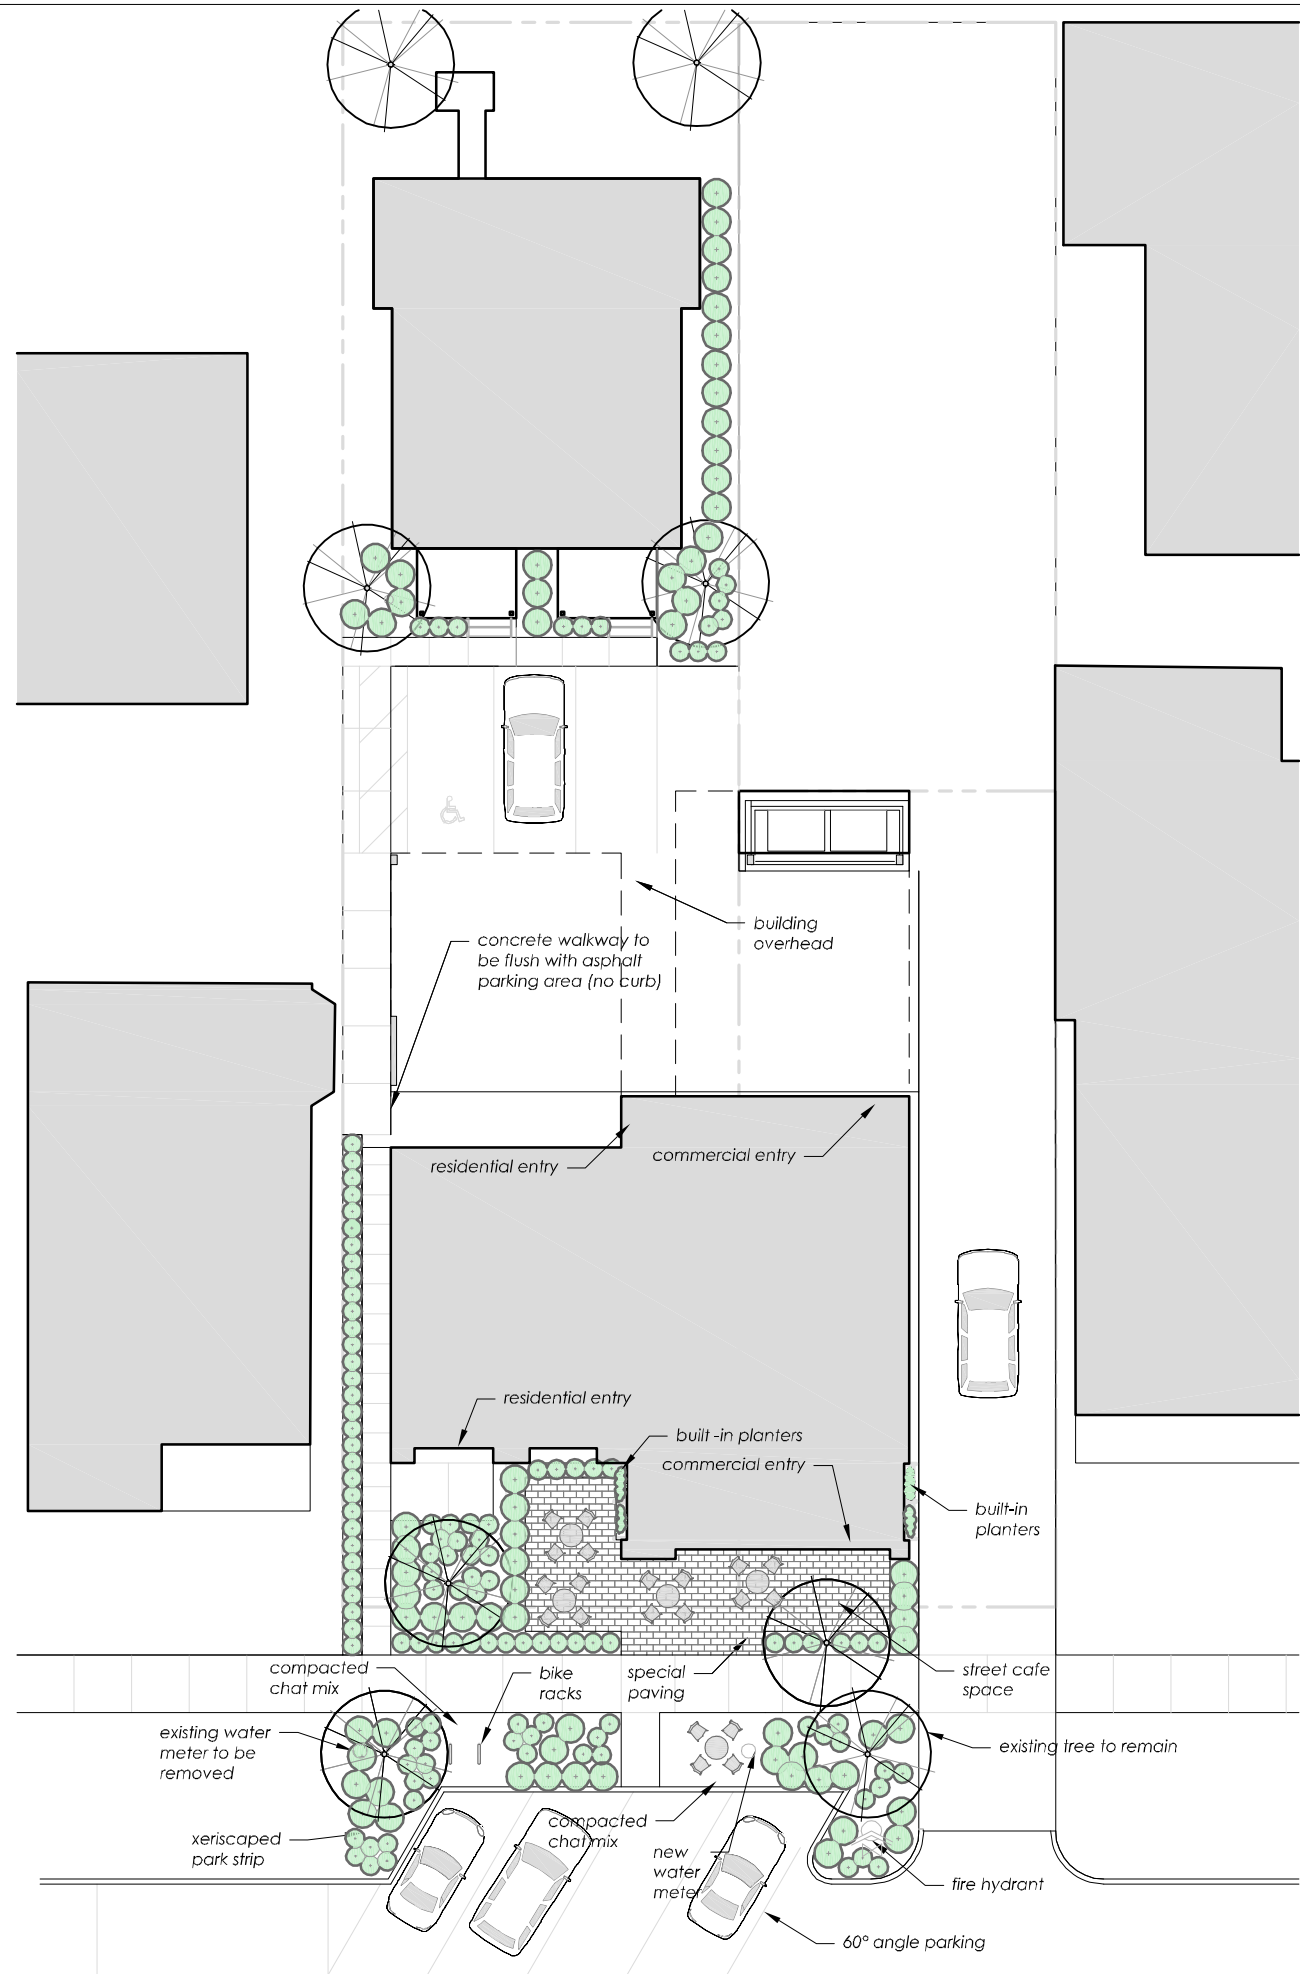 building
overhead
concrete walkway to
be flush with asphalt
parking area (no curb)
residential entry
commercial entry
residential entry
built -in planters
commercial entry
built-in
planters
compacted
chat mix
bike
racks
special
paving
street cafe
space
existing water
meter to be
removed
existing tree to remain
xeriscaped
park strip
compacted
chat mix
new
water
meter
fire hydrant
60° angle parking